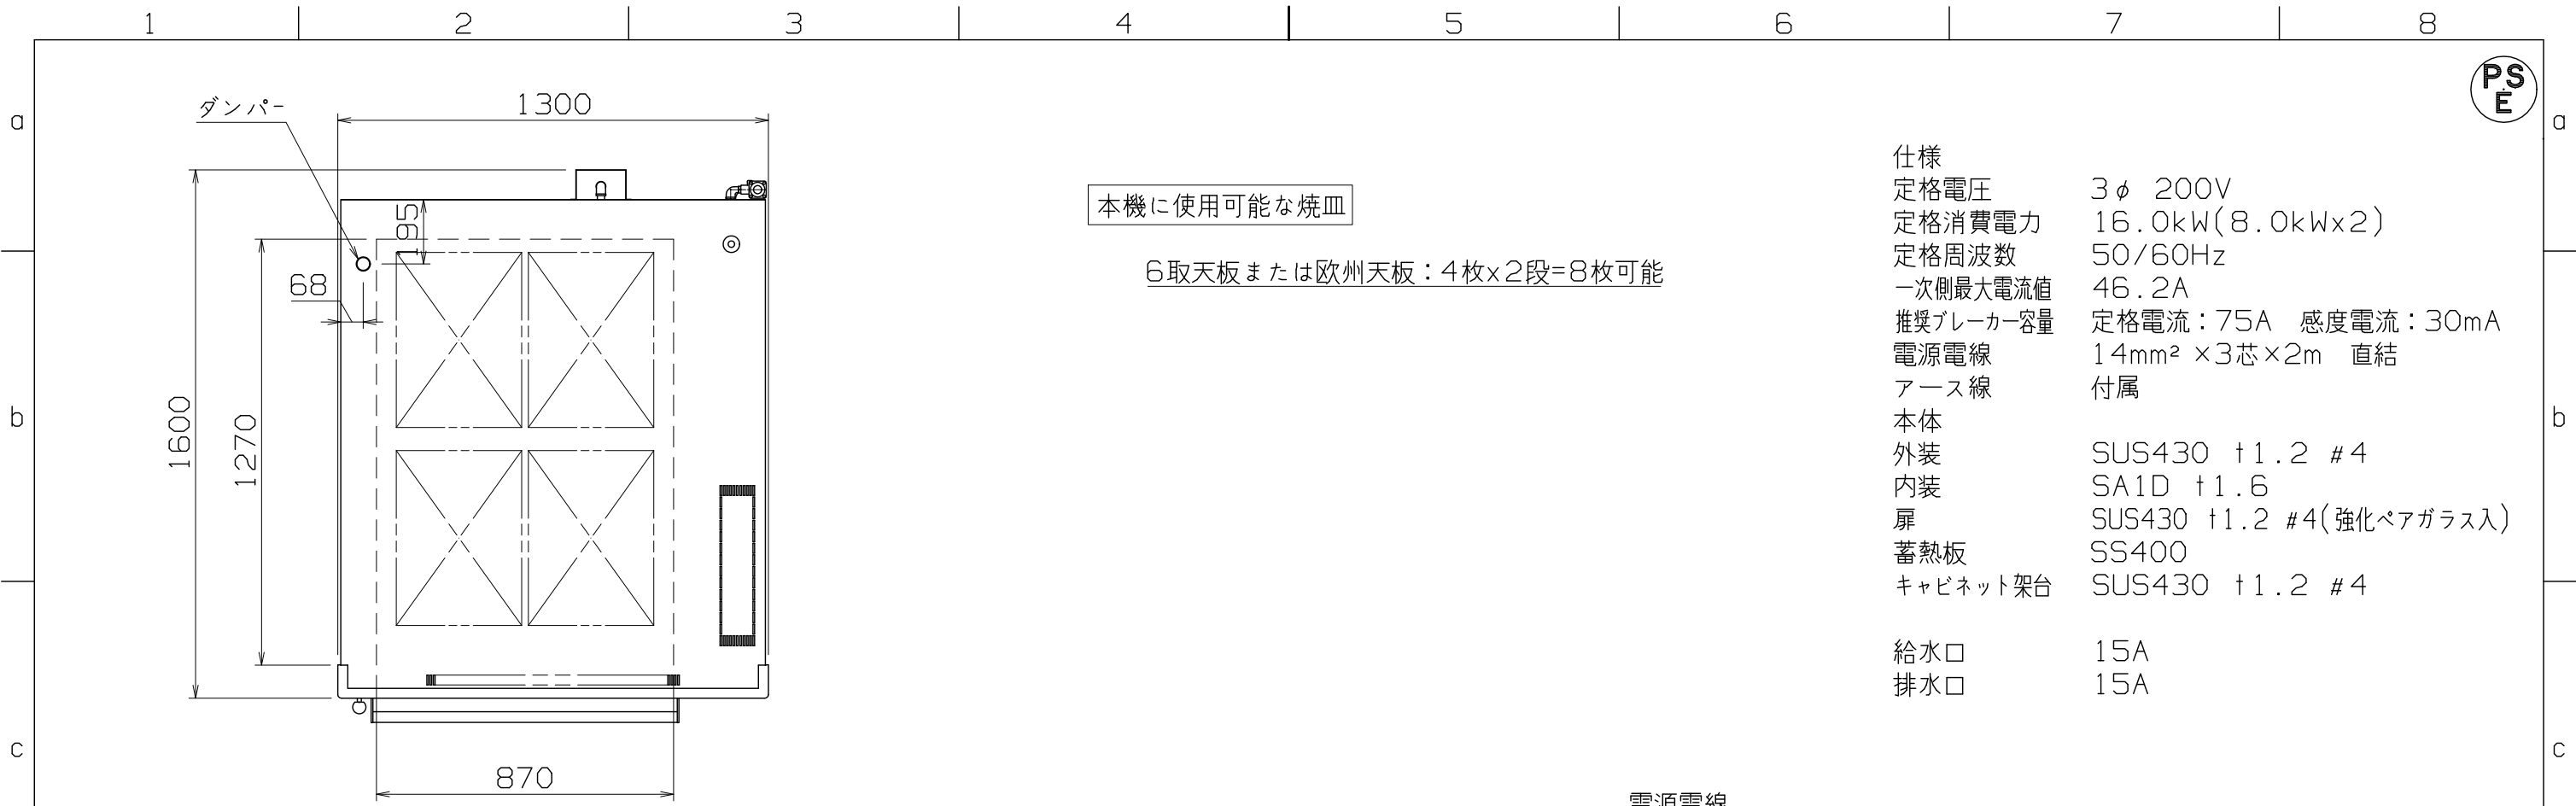 1 2 3 4 5 6 7 8
PS
E
a a
ダンパー
1300
195
68
1600
1270
870
本機に使用可能な焼皿
6取天板または欧州天板：4枚x2段=8枚可能
仕様
定格電圧 3φ 200V
定格消費電力 16.0kW(8.0kWx2)
定格周波数 50/60Hz
一次側最大電流値 46.2A
推奨ブレーカー容量 定格電流：75A 感度電流：30mA
電源電線 14mm² ×3芯×2m 直結
アース線 付属
本体
外装 SUS430 t1.2 #4
内装 SA1D t1.6
扉 SUS430 t1.2 #4(強化ペアガラス入)
蓄熱板 SS400
キャビネット架台 SUS430 t1.2 #4
給水口 15A
排水口 15A
b b
c c
電源電線